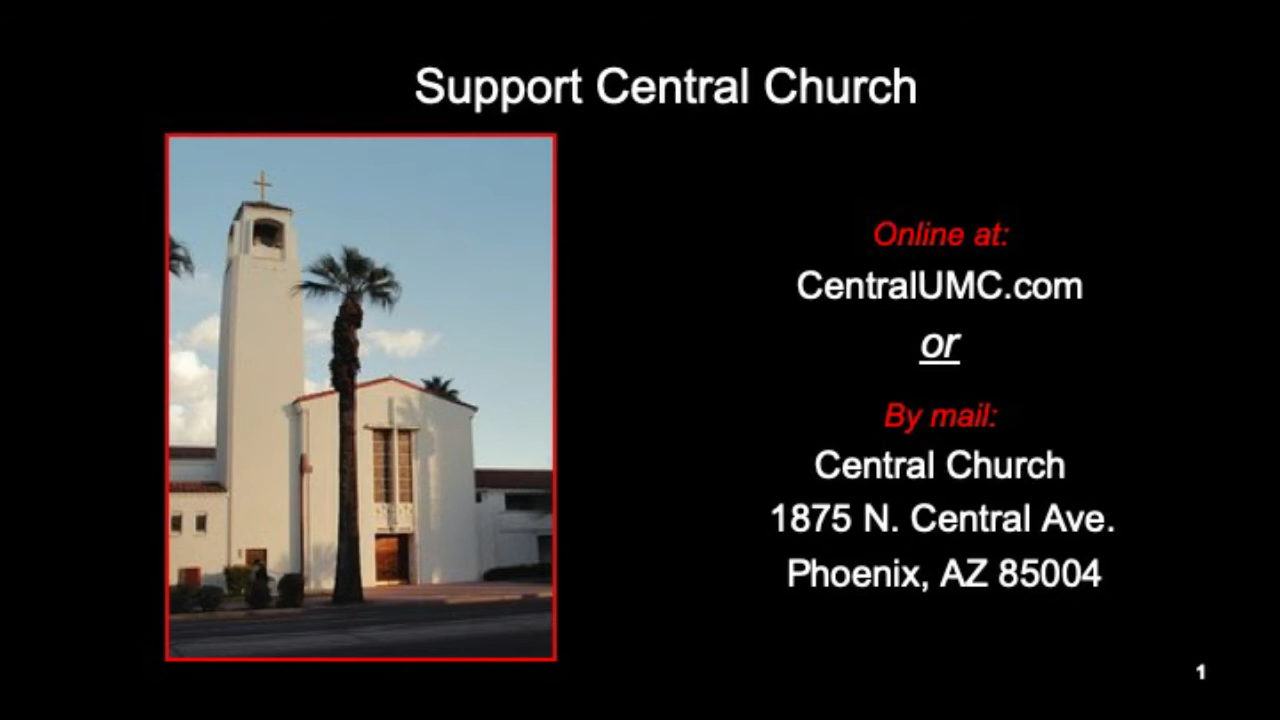 Support Central Church
Online at:
CentralUMC.com
or
By mail:
Central Church
1875 N. Central Ave.
Phoenix, AZ 85004
1